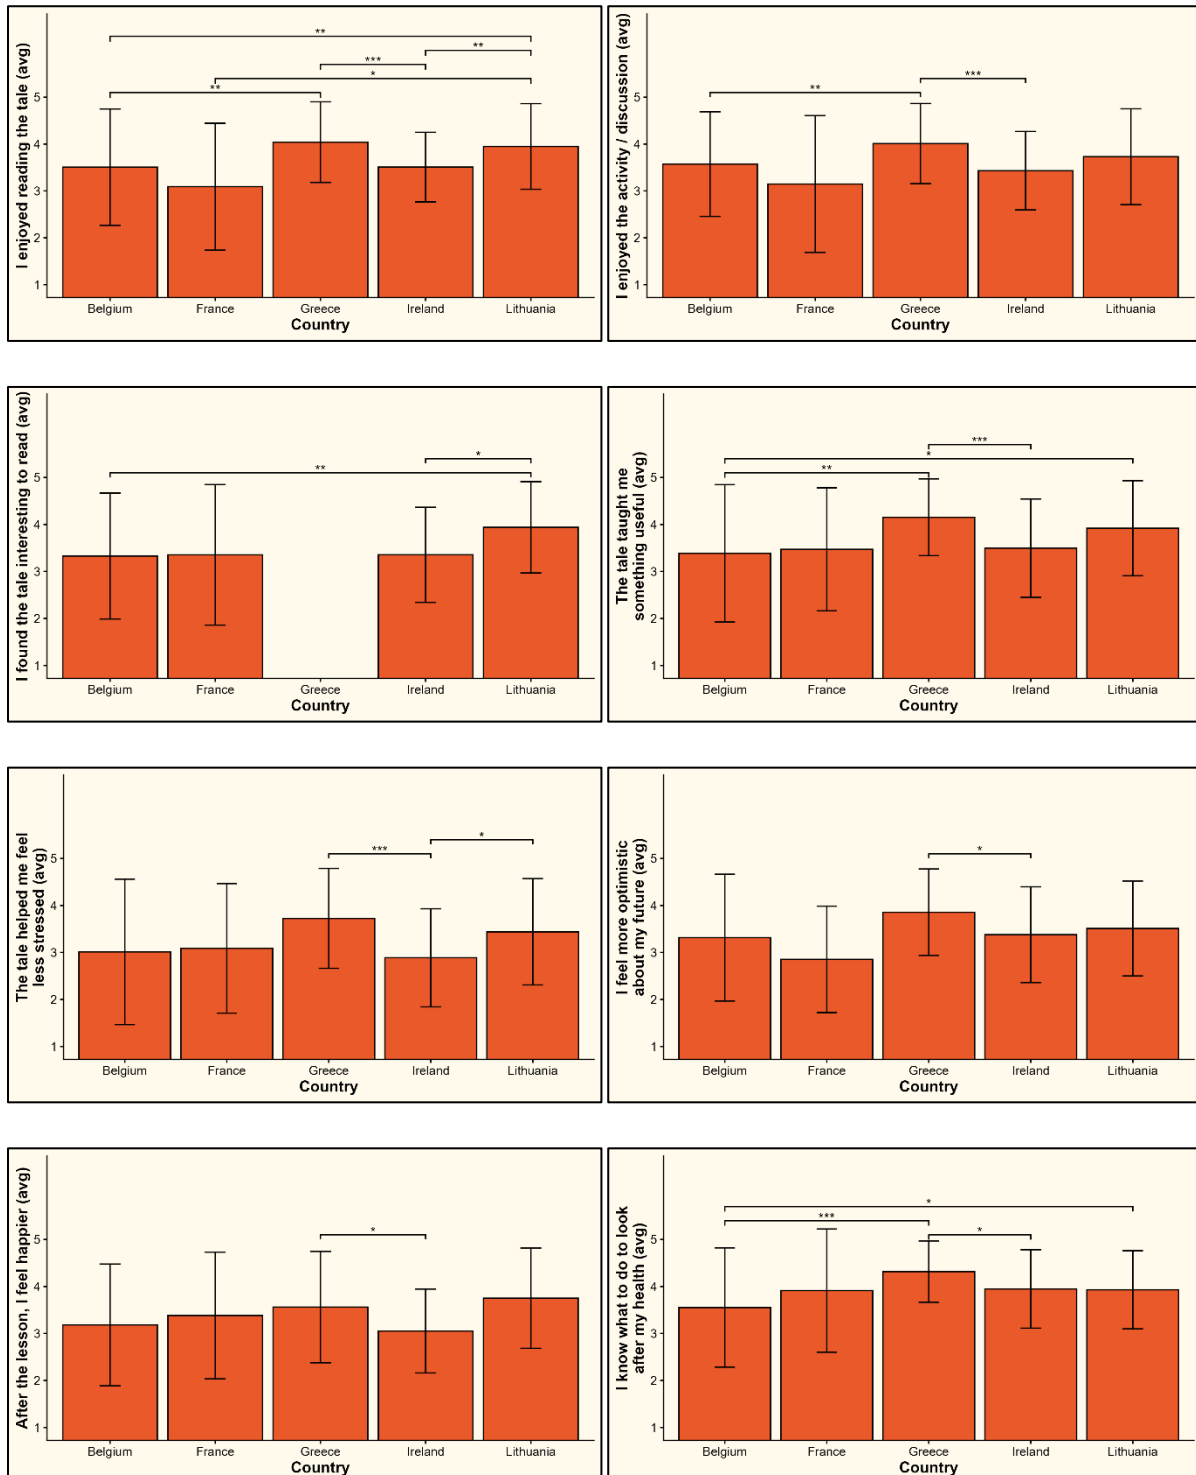 I enjoyed reading the tale (avg)
5
4
3
2
1
**
**
***
*
**
Belgium France Greece Ireland Lithuania
Country
I enjoyed the activity / discussion (avg)
5
4
3
2
1
**
***
Belgium France Greece Ireland Lithuania
Country
I found the tale interesting to read (avg)
5
4
3
2
1
*
**
Belgium France Greece Ireland Lithuania
Country
The tale taught me
something useful (avg)
5
4
3
2
1
***
*
**
Belgium France Greece Ireland Lithuania
Country
The tale helped me feel
less stressed (avg)
5
4
3
2
1
*
***
Belgium France Greece Ireland Lithuania
Country
I feel more optimistic
about my future (avg)
5
4
3
2
1
*
Belgium France Greece Ireland Lithuania
Country
After the lesson, I feel happier (avg)
5
4
3
2
1
*
Belgium France Greece Ireland Lithuania
Country
I know what to do to look
after my health (avg)
5
4
3
2
1
*
***
*
Belgium France Greece Ireland Lithuania
Country